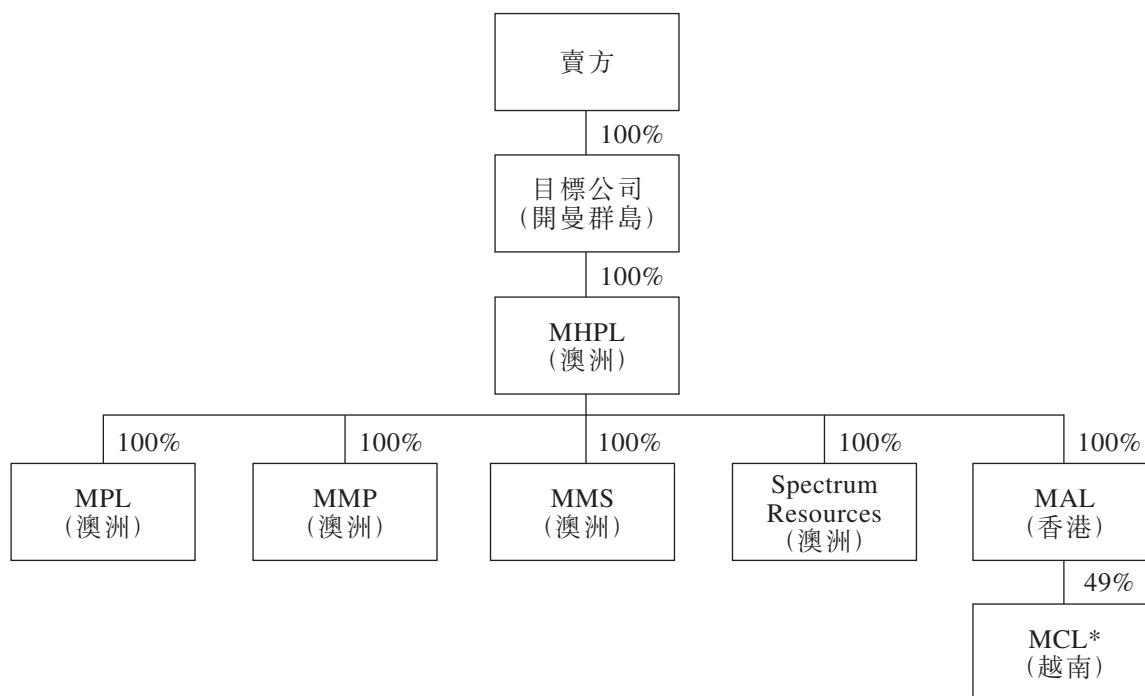 賣方
100%
目標公司
(開曼群島)
100%
MHPL
(澳洲)
100%
100%
100%
100%
100%
MPL
(澳洲)
MMP
(澳洲)
MMS
(澳洲)
Spectrum
Resources
(澳洲)
MAL
(香港)
49%
MCL*
(越南)